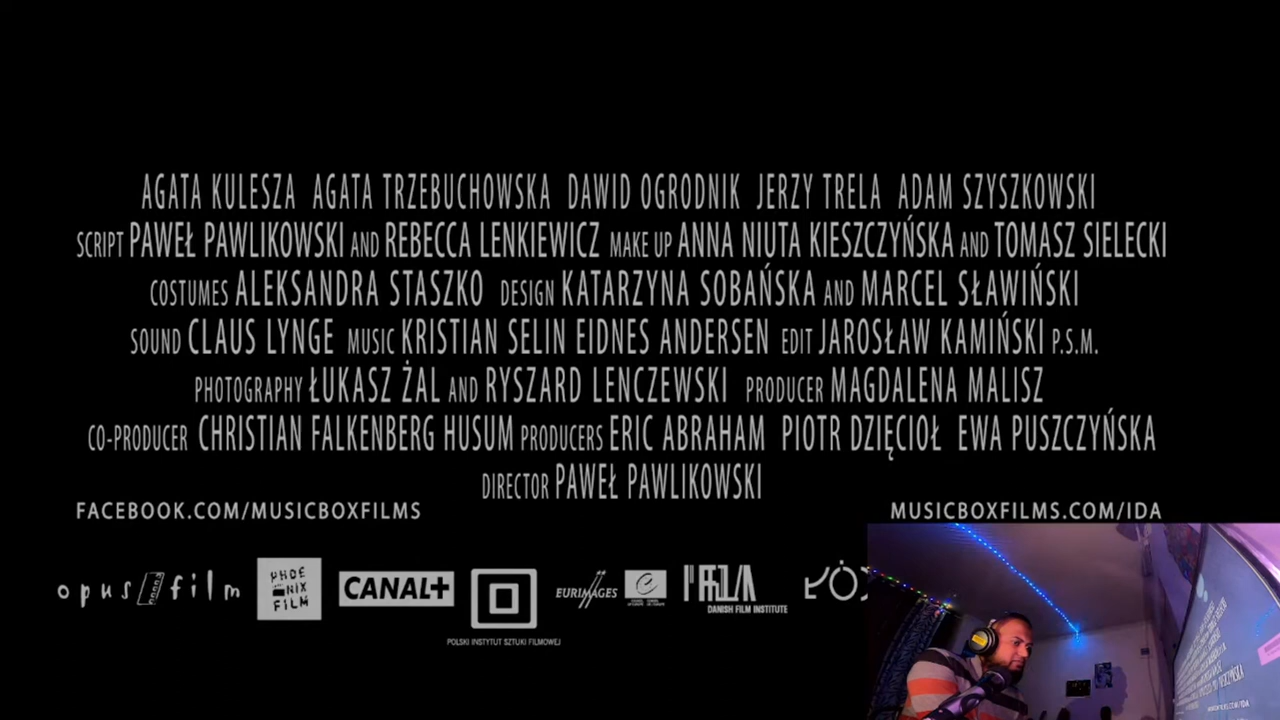 AGATA KULESZA AGATA TRZEBUCHOWSKA DAWID OGRODNIK JERZY TRELA ADAM SZYSZKOWSKI
SCRIPT PAWEŁ PAWLIKOWSKI AND REBECCA LENKIEWICZ MAKE UP ANNA NIUTA KIESZCZYŃSKA AND TOMASZ SIELECKI
COSTUMES ALEKSANDRA STASZKO DESIGN KATARZYNA SOBAŃSKA AND MARCEL SŁAWIŃSKI
SOUND CLAUS LYNGE MUSIC KRISTIAN SELIN EIDNES ANDERSEN EDIT JAROSŁAW KAMIŃSKI P.S.M.
PHOTOGRAPHY ŁUKASZ ŻAL AND RYSZARD LENCZEWSKI PRODUCER MAGDALENA MALISZ
CO-PRODUCER CHRISTIAN FALKENBERG HUSUM PRODUCERS ERIC ABRAHAM PIOTR DZIĘCIOŁ EWA PUSZCZYŃSKA
DIRECTOR PAWEŁ PAWLIKOWSKI
FACEBOOK.COM/MUSICBOXFILMS MUSICBOXFILMS.COM/IDA
opus film PHOENIX FILM CANAL+ EURIMAGES DANISH FILM INSTITUTE
POLSKI INSTYTUT SZTUKI FILMOWEJ